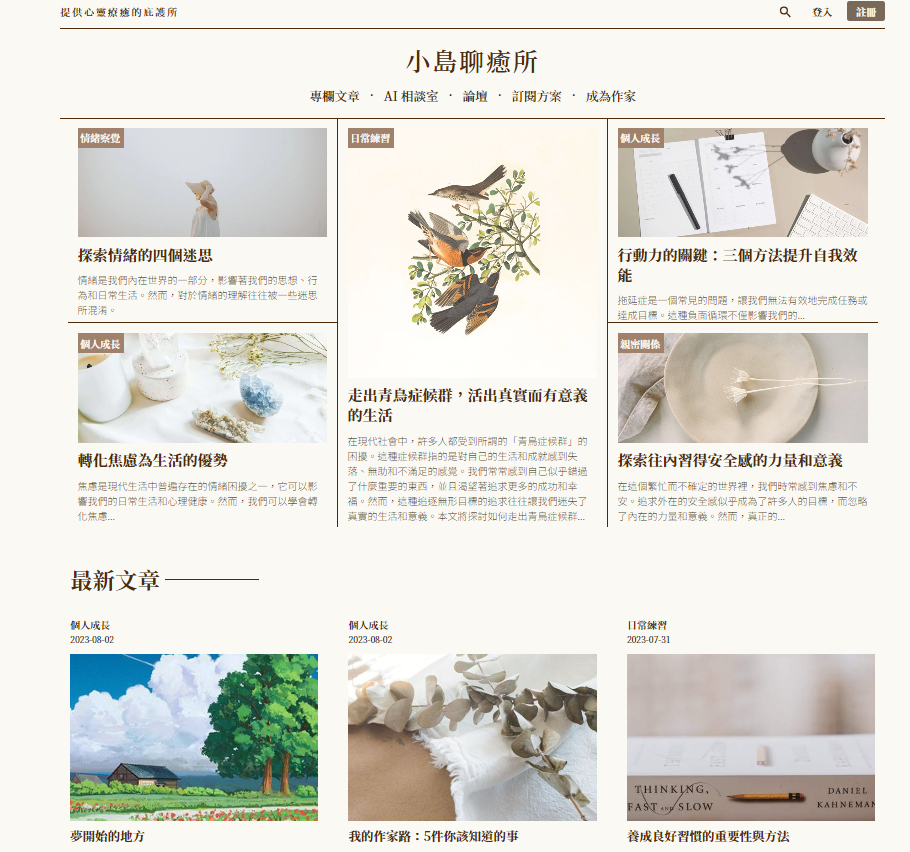 提供心靈療癒的庇護所
登入
註冊
小島聊癒所
專欄文章 · AI 相談室 · 論壇 · 訂閱方案 · 成為作家
情緒察覺
探索情緒的四個迷思
情緒是我們內在世界的一部分，影響著我們的思想、行
為和日常生活。然而，對於情緒的理解往往被一些迷思
所混淆。
個人成長
轉化焦慮為生活的優勢
焦慮是現代生活中普遍存在的情緒困擾之一，它可以影
響我們的日常生活和心理健康。然而，我們可以學會轉
化焦慮...
日常練習
走出青鳥症候群，活出真實而有意義
的生活
在現代社會中，許多人都受到所謂的「青鳥症候群」的
困擾。這種症候群指的是對自己的生活和成就感到失
落、無助和不滿足的感覺。我們常常感到自己似乎錯過
了什麼重要的東西，並且渴望著追求更多的成功和幸
福。然而，這種追逐無形目標的追求往往讓我們迷失了
真實的生活和意義。本文將探討如何走出青鳥症候群...
個人成長
行動力的關鍵：三個方法提升自我效
能
拖延症是一個常見的問題，讓我們無法有效地完成任務或
達成目標。這種負面循環不僅影響我們的...
親密關係
探索往內習得安全感的力量和意義
在這個繁忙而不確定的世界裡，我們時常感到焦慮和不
安。追求外在的安全感似乎成為了許多人的目標，而忽略
了內在的力量和意義。然而，真正的...
最新文章
個人成長
2023-08-02
夢開始的地方
個人成長
2023-08-02
我的作家路：5件你該知道的事
日常練習
2023-07-31
THINKING,
FAST AND SLOW
DANIEL
KAHNEMAN
養成良好習慣的重要性與方法